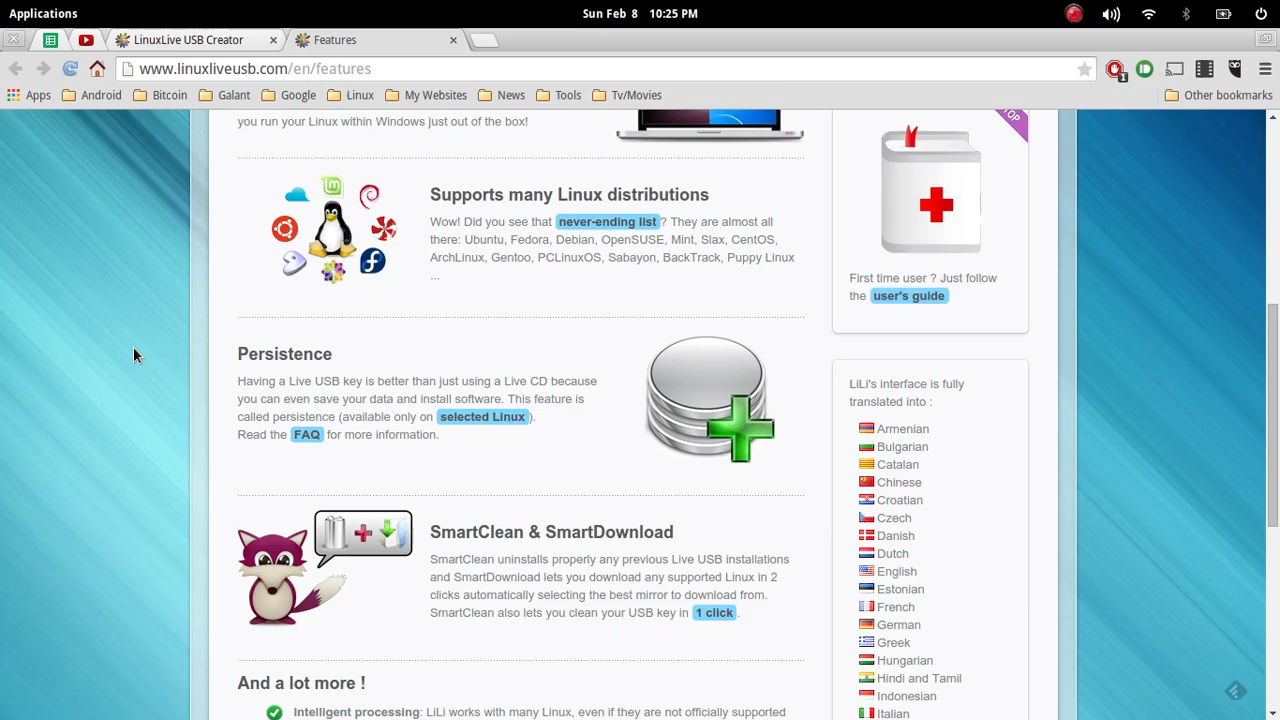 Applications
Sun Feb 8 10:25 PM
LinuxLive USB Creator
Features
www.linuxliveusb.com/en/features
1
Apps
Android
Bitcoin
Galant
Google
Linux
My Websites
News
Tools
Tv/Movies
Other bookmarks
you run your Linux within Windows just out of the box!
Supports many Linux distributions
Wow! Did you see that never-ending list ? They are almost all
there: Ubuntu, Fedora, Debian, OpenSUSE, Mint, Slax, CentOS,
ArchLinux, Gentoo, PCLinuxOS, Sabayon, BackTrack, Puppy Linux
...
Persistence
Having a Live USB key is better than just using a Live CD because
you can even save your data and install software. This feature is
called persistence (available only on selected Linux ).
Read the FAQ for more information.
SmartClean & SmartDownload
SmartClean uninstalls properly any previous Live USB installations
and SmartDownload lets you download any supported Linux in 2
clicks automatically selecting the best mirror to download from.
SmartClean also lets you clean your USB key in 1 click .
And a lot more !
Intelligent processing: LiLi works with many Linux, even if they are not officially supported
TOP
First time user ? Just follow
the user's guide
LiLi's interface is fully
translated into :
Armenian
Bulgarian
Catalan
Chinese
Croatian
Czech
Danish
Dutch
English
Estonian
French
German
Greek
Hungarian
Hindi and Tamil
Indonesian
Italian